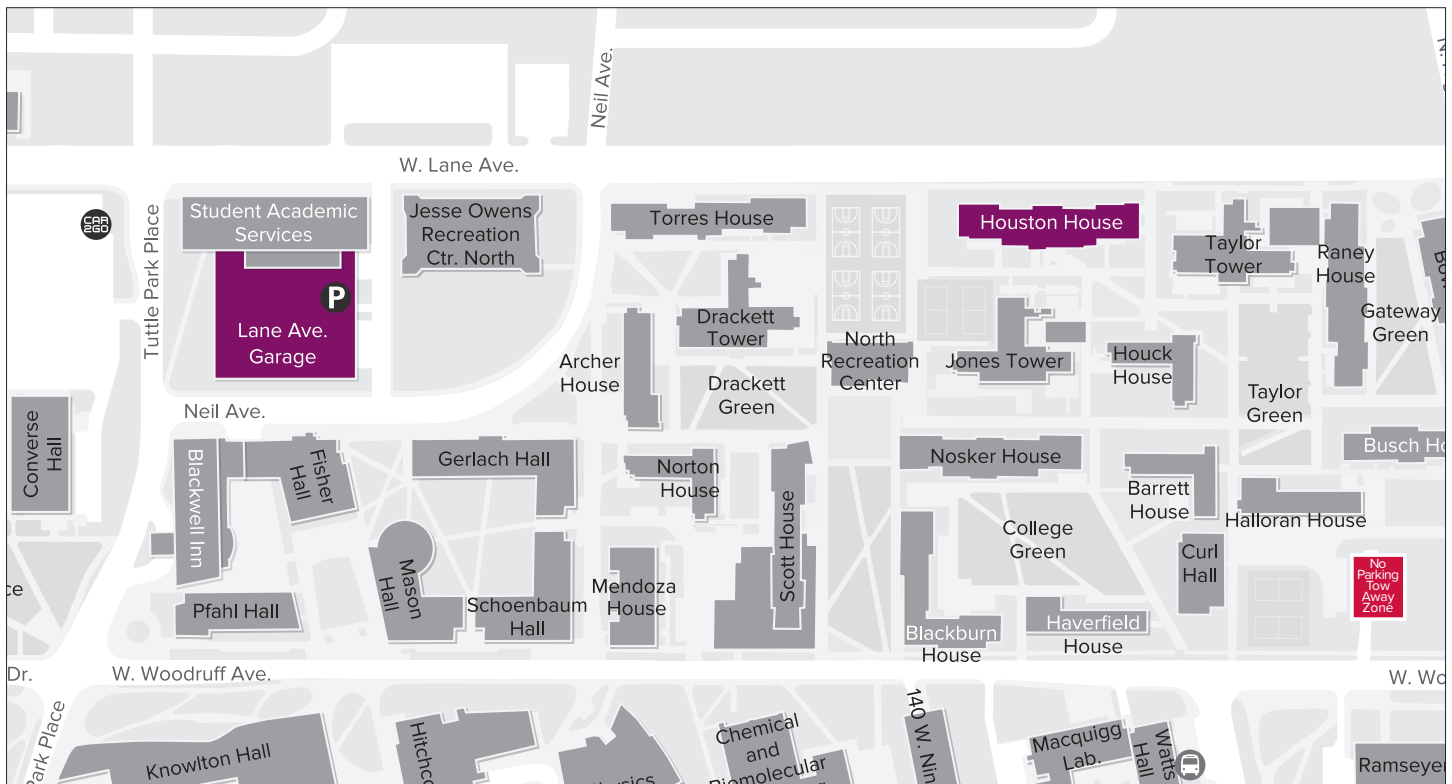 Neil Ave.
W. Lane Ave.
CAR
2GO
Tuttle Park Place
Student Academic
Services
Jesse Owens
Recreation
Ctr. North
Torres House
Houston House
Taylor
Tower
Raney
House
P
Lane Ave.
Garage
Drackett
Tower
Gateway
Green
Archer
House
North
Recreation
Center
Jones Tower
Houck
House
Drackett
Green
Taylor
Green
Neil Ave.
Converse
Hall
Blackwell Inn
Fisher
Hall
Gerlach Hall
Norton
House
Nosker House
Busch
Barrett
House
Scott House
College
Green
Halloran House
Curl
Hall
Mason
Hall
Mendoza
House
No
Parking
Tow
Away
Zone
Pfahl Hall
Schoenbaum
Hall
Blackburn
House
Haverfield
House
Dr.
W. Woodruff Ave.
W.
Park Place
Knowlton Hall
Chemical
and
140 W.
Macquigg
Lab.
Watts
Hall